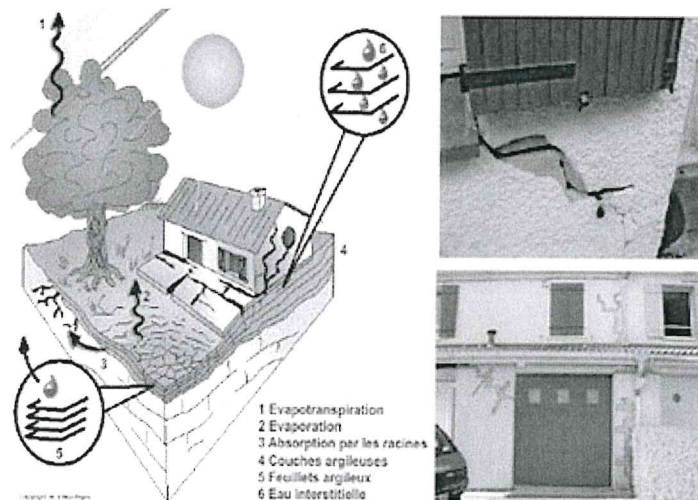 1
6
4
2
3
5
1 Evapotranspiration
2 Evaporation
3 Absorption par les racines
4 Couches argileuses
5 Feuillets argileux
6 Eau interstitielle